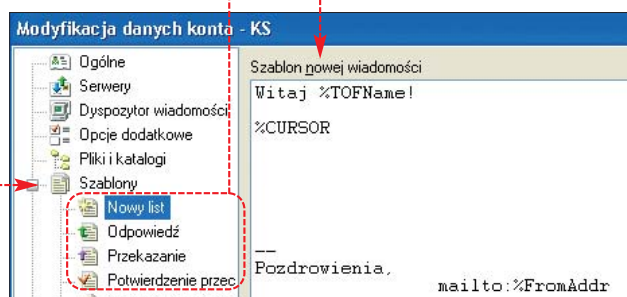 Modyfikacja danych konta - KS
Ogólne
Serwery
Dyspozytor wiadomości
Opcje dodatkowe
Pliki i katalogi
Szablony
Nowy list
Odpowiedź
Przekazanie
Potwierdzenie przec
Szablon nowej wiadomości
Witaj %TOFName!
%CURSOR
--
Pozdrowienia,
mailto:%FromAddr